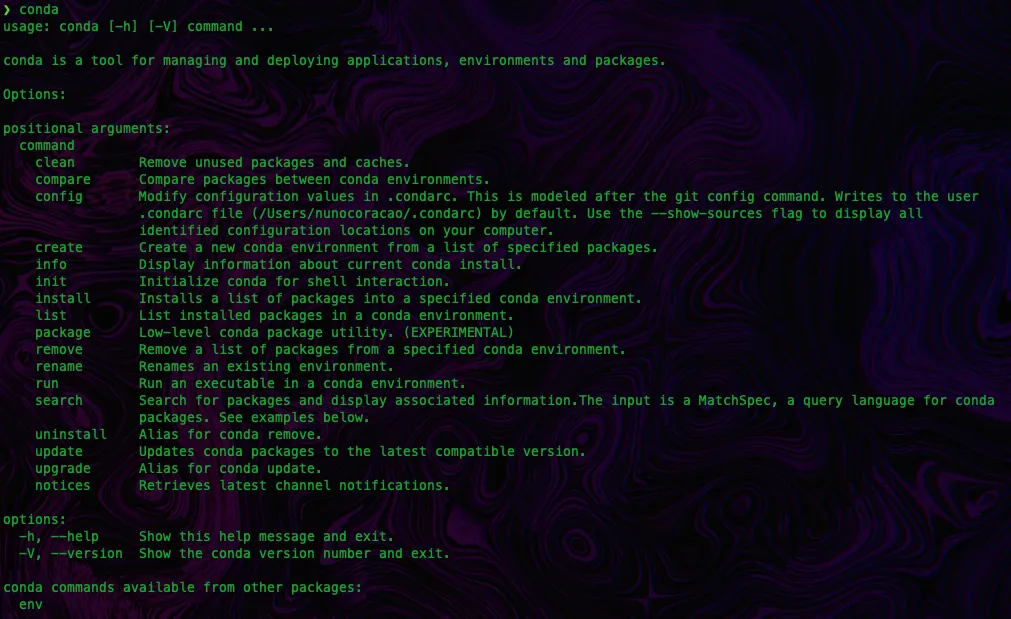 ❯ conda
usage: conda [-h] [-V] command ...

conda is a tool for managing and deploying applications, environments and packages.

Options:

positional arguments:
  command
    clean        Remove unused packages and caches.
    compare      Compare packages between conda environments.
    config       Modify configuration values in .condarc. This is modeled after the git config command. Writes to the user
                 .condarc file (/Users/nunocoracao/.condarc) by default. Use the --show-sources flag to display all
                 identified configuration locations on your computer.
    create       Create a new conda environment from a list of specified packages.
    info         Display information about current conda install.
    init         Initialize conda for shell interaction.
    install      Installs a list of packages into a specified conda environment.
    list         List installed packages in a conda environment.
    package      Low-level conda package utility. (EXPERIMENTAL)
    remove       Remove a list of packages from a specified conda environment.
    rename       Renames an existing environment.
    run          Run an executable in a conda environment.
    search       Search for packages and display associated information.The input is a MatchSpec, a query language for conda
                 packages. See examples below.
    uninstall    Alias for conda remove.
    update       Updates conda packages to the latest compatible version.
    upgrade      Alias for conda update.
    notices      Retrieves latest channel notifications.

options:
  -h, --help     Show this help message and exit.
  -V, --version  Show the conda version number and exit.

conda commands available from other packages:
  env